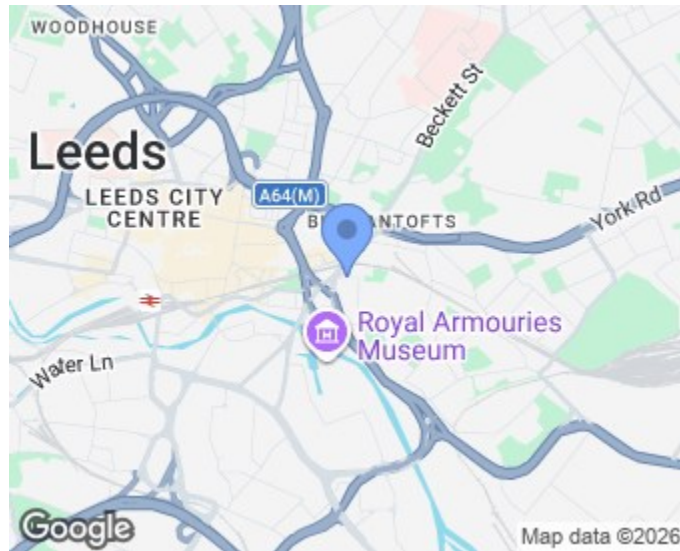 WOODHOUSE
Beckett St
Leeds
LEEDS CITY
CENTRE
A64(M)
York Rd
Royal Armouries
Museum
Water Ln
Google
Map data ©2026